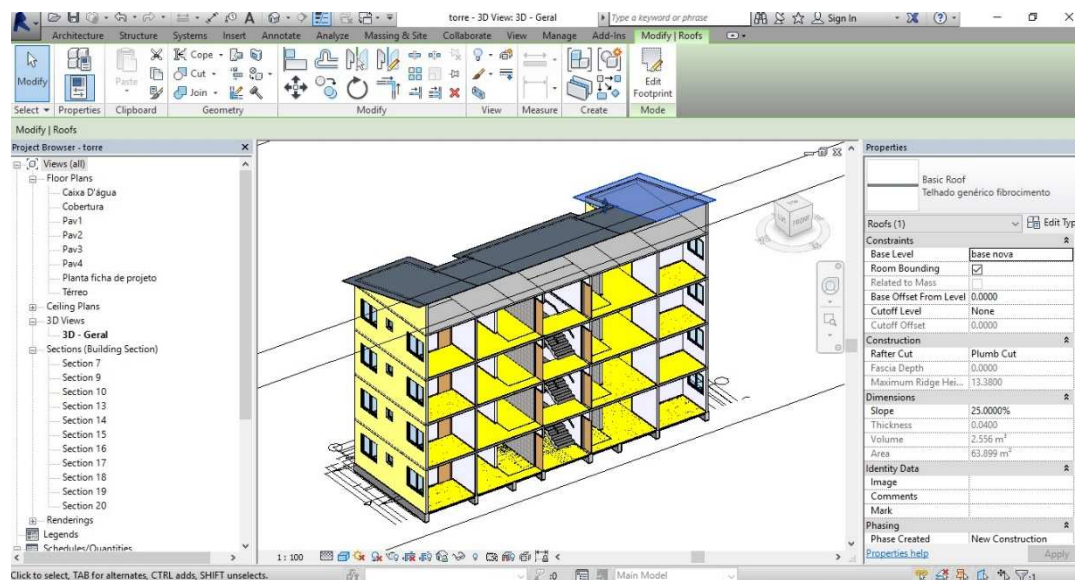 torre - 3D View: 3D - Geral
Type a keyword or phrase
Sign In
Architecture Structure Systems Insert Annotate Analyze Massing & Site Collaborate View Manage Add-Ins Modify | Roofs
Modify
Paste
Cope
Cut
Join
Edit
Footprint
Select Properties Clipboard Geometry Modify View Measure Create Mode
Modify | Roofs
Project Browser - torre
Views (all)
Floor Plans
Caixa D'água
Cobertura
Pav1
Pav2
Pav3
Pav4
Planta ficha de projeto
Térreo
Ceiling Plans
3D Views
3D - Geral
Sections (Building Section)
Section 7
Section 9
Section 10
Section 13
Section 14
Section 15
Section 16
Section 17
Section 18
Section 19
Section 20
Renderings
Legends
Schedules/Quantities
FRONT
1 : 100
Properties
Basic Roof
Telhado genérico fibrocimento
Roofs (1)
Edit Typ
Constraints
Base Level base nova
Room Bounding
Related to Mass
Base Offset From Level 0.0000
Cutoff Level None
Cutoff Offset 0.0000
Construction
Rafter Cut Plumb Cut
Fascia Depth 0.0000
Maximum Ridge Hei... 13.3800
Dimensions
Slope 25.0000%
Thickness 0.0400
Volume 2.556 m³
Area 63.899 m²
Identity Data
Image
Comments
Mark
Phasing
Phase Created New Construction
Properties help
Apply
Click to select, TAB for alternates, CTRL adds, SHIFT unselects.
:0
Main Model
:1